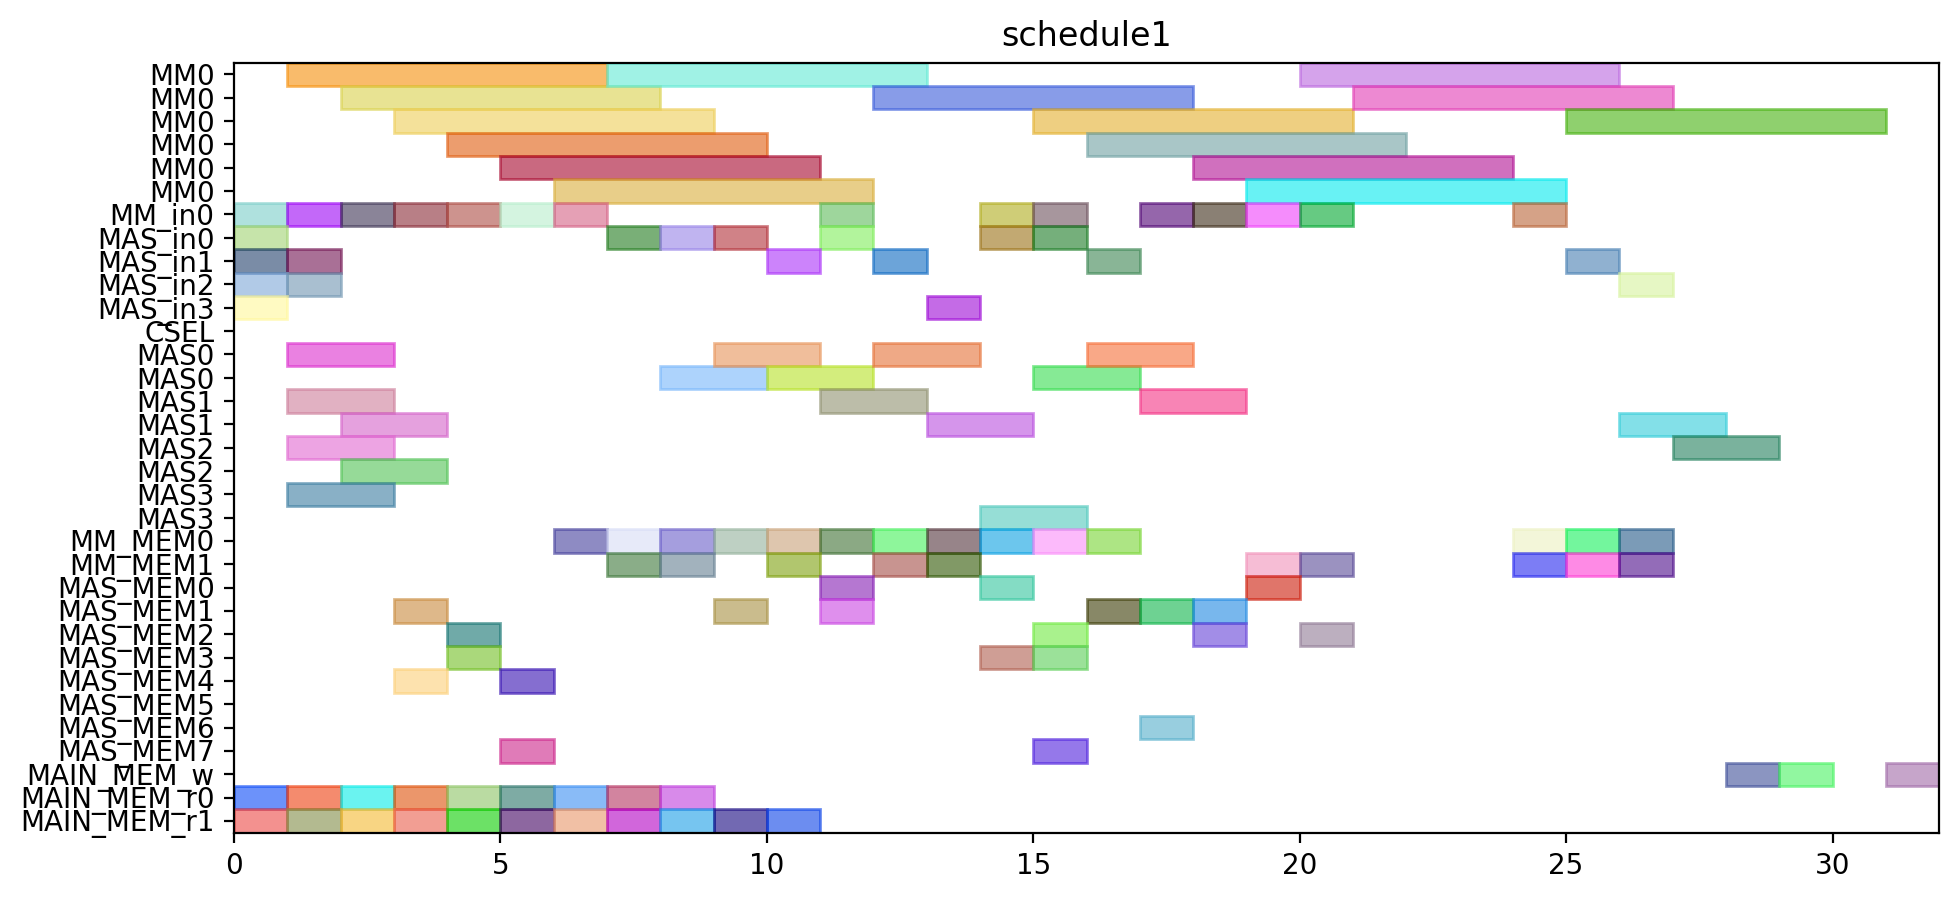 schedule1
MM0
MM0
MM0
MM0
MM0
MM0
MM_in0
MAS_in0
MAS_in1
MAS_in2
MAS_in3
CSEL
MAS0
MAS0
MAS1
MAS1
MAS2
MAS2
MAS3
MAS3
MM_MEM0
MM_MEM1
MAS_MEM0
MAS_MEM1
MAS_MEM2
MAS_MEM3
MAS_MEM4
MAS_MEM5
MAS_MEM6
MAS_MEM7
MAIN_MEM_w
MAIN_MEM_r0
MAIN_MEM_r1
0 5 10 15 20 25 30